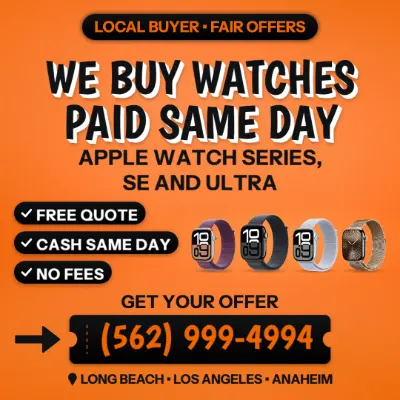 LOCAL BUYER • FAIR OFFERS
WE BUY WATCHES
PAID SAME DAY
APPLE WATCH SERIES,
SE AND ULTRA
FREE QUOTE
CASH SAME DAY
NO FEES
GET YOUR OFFER
(562) 999-4994
LONG BEACH • LOS ANGELES • ANAHEIM